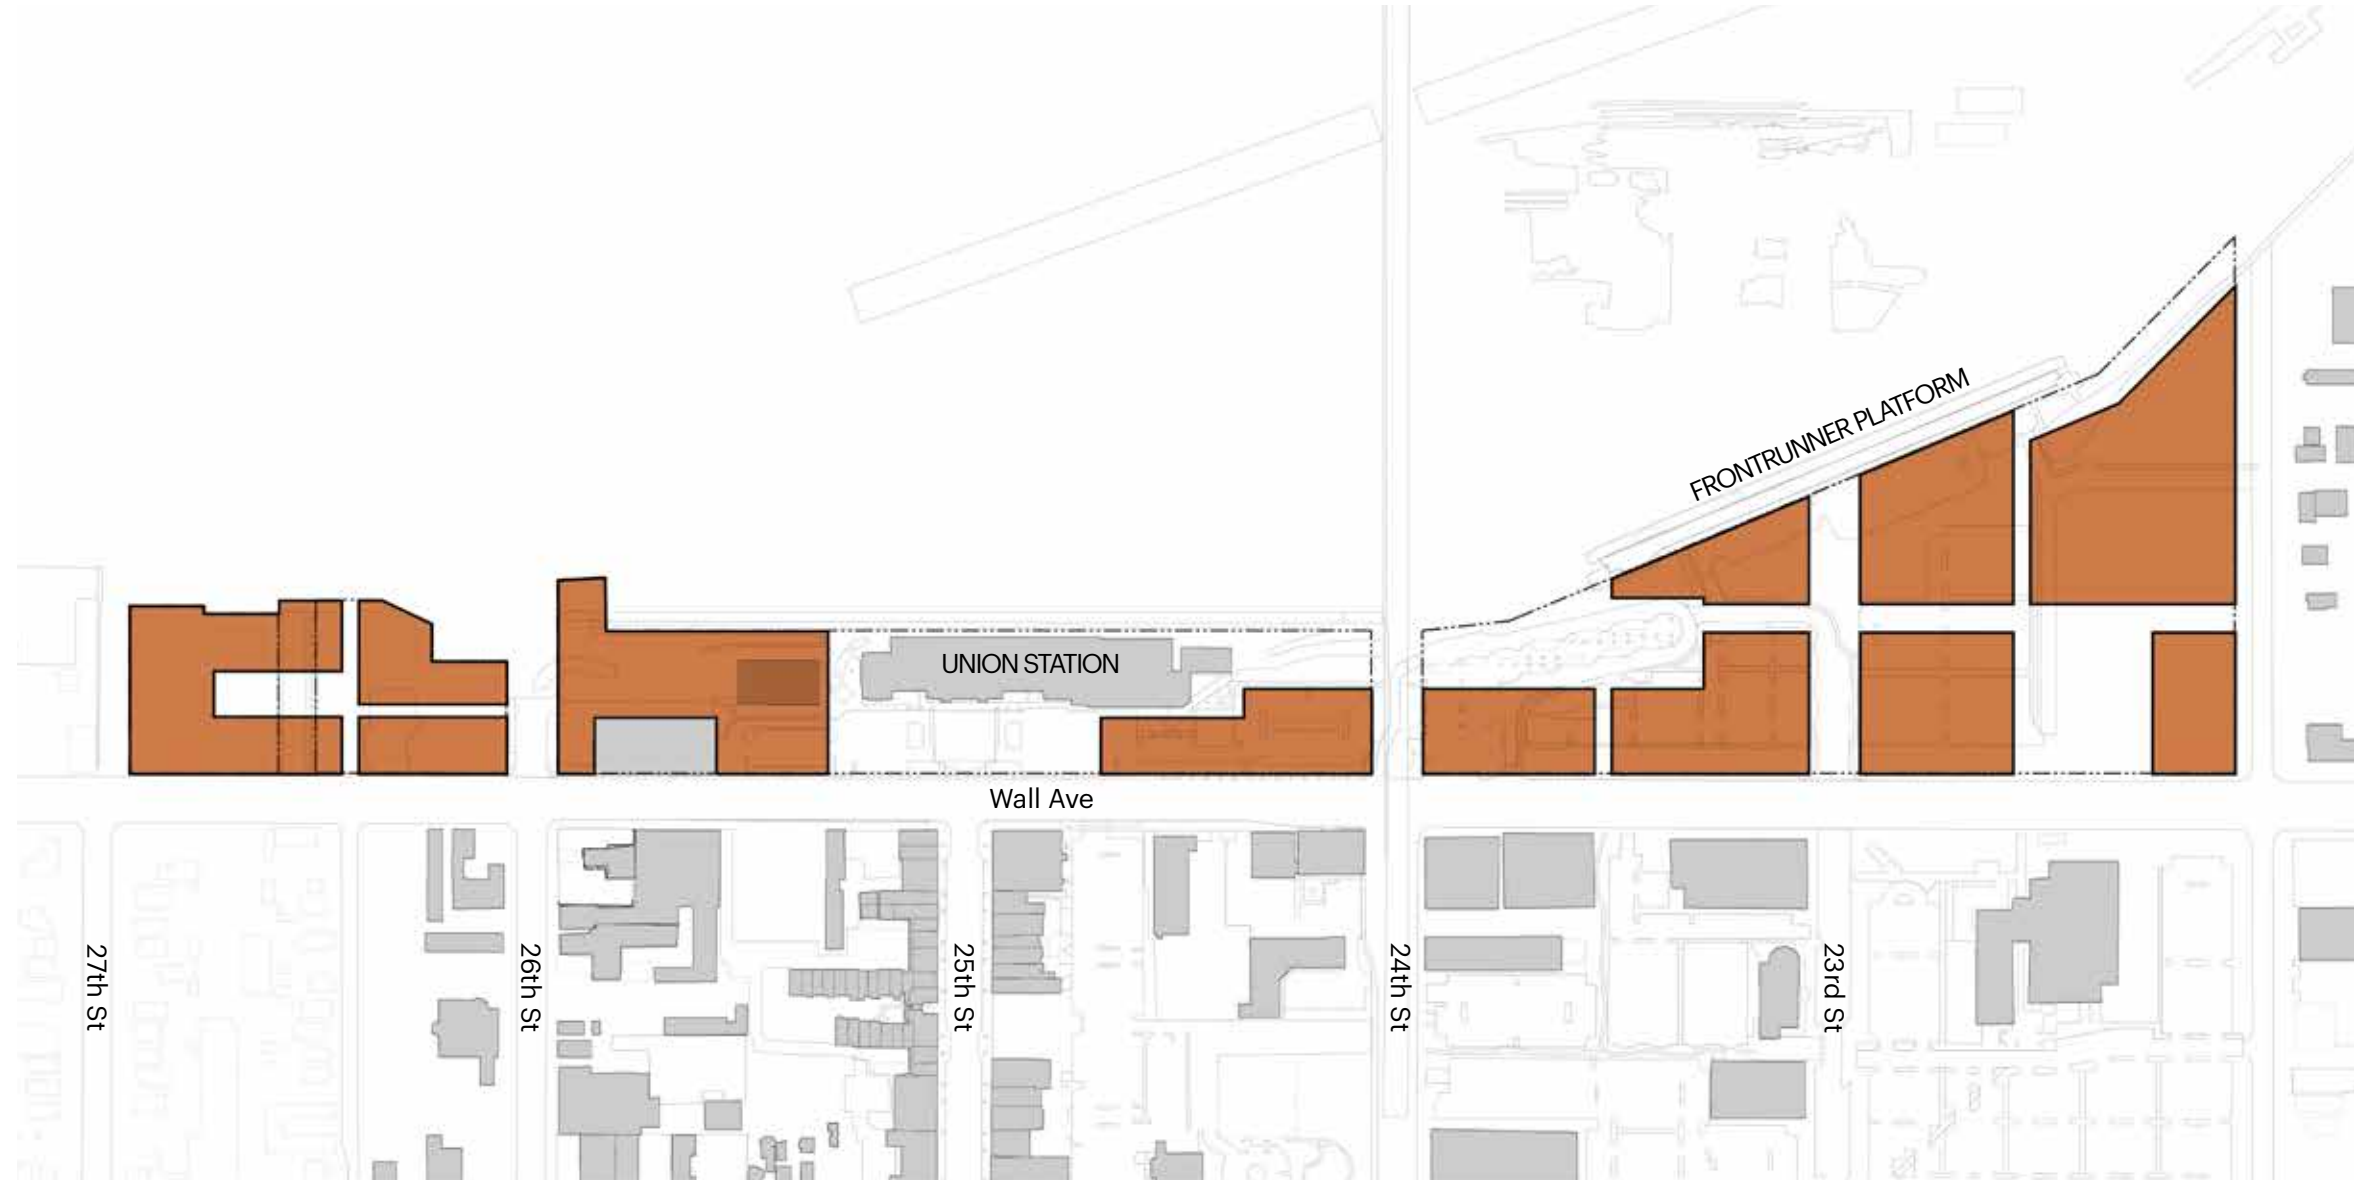 FRONTRUNNER PLATFORM
UNION STATION
Wall Ave
27th St
26th St
25th St
24th St
23rd St